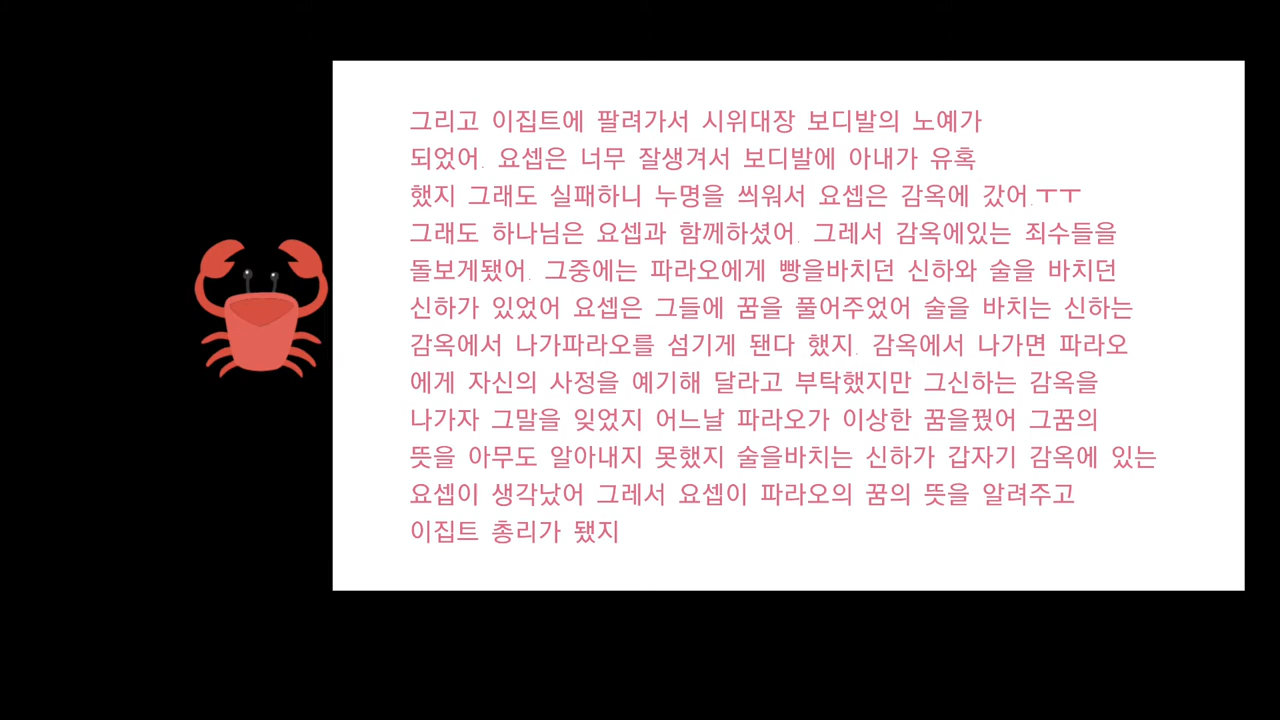 그리고 이집트에 팔려가서 시위대장 보디발의 노예가
되었어. 요셉은 너무 잘생겨서 보디발에 아내가 유혹
했지 그래도 실패하니 누명을 씌워서 요셉은 감옥에 갔어.ㅜㅜ
그래도 하나님은 요셉과 함께하셨어. 그레서 감옥에있는 죄수들을
돌보게됐어. 그중에는 파라오에게 빵을바치던 신하와 술을 바치던
신하가 있었어 요셉은 그들에 꿈을 풀어주었어 술을 바치는 신하는
감옥에서 나가파라오를 섬기게 됀다 했지. 감옥에서 나가면 파라오
에게 자신의 사정을 예기해 달라고 부탁했지만 그신하는 감옥을
나가자 그말을 잊었지 어느날 파라오가 이상한 꿈을꿨어 그꿈의
뜻을 아무도 알아내지 못했지 술을바치는 신하가 갑자기 감옥에 있는
요셉이 생각났어 그레서 요셉이 파라오의 꿈의 뜻을 알려주고
이집트 총리가 됐지